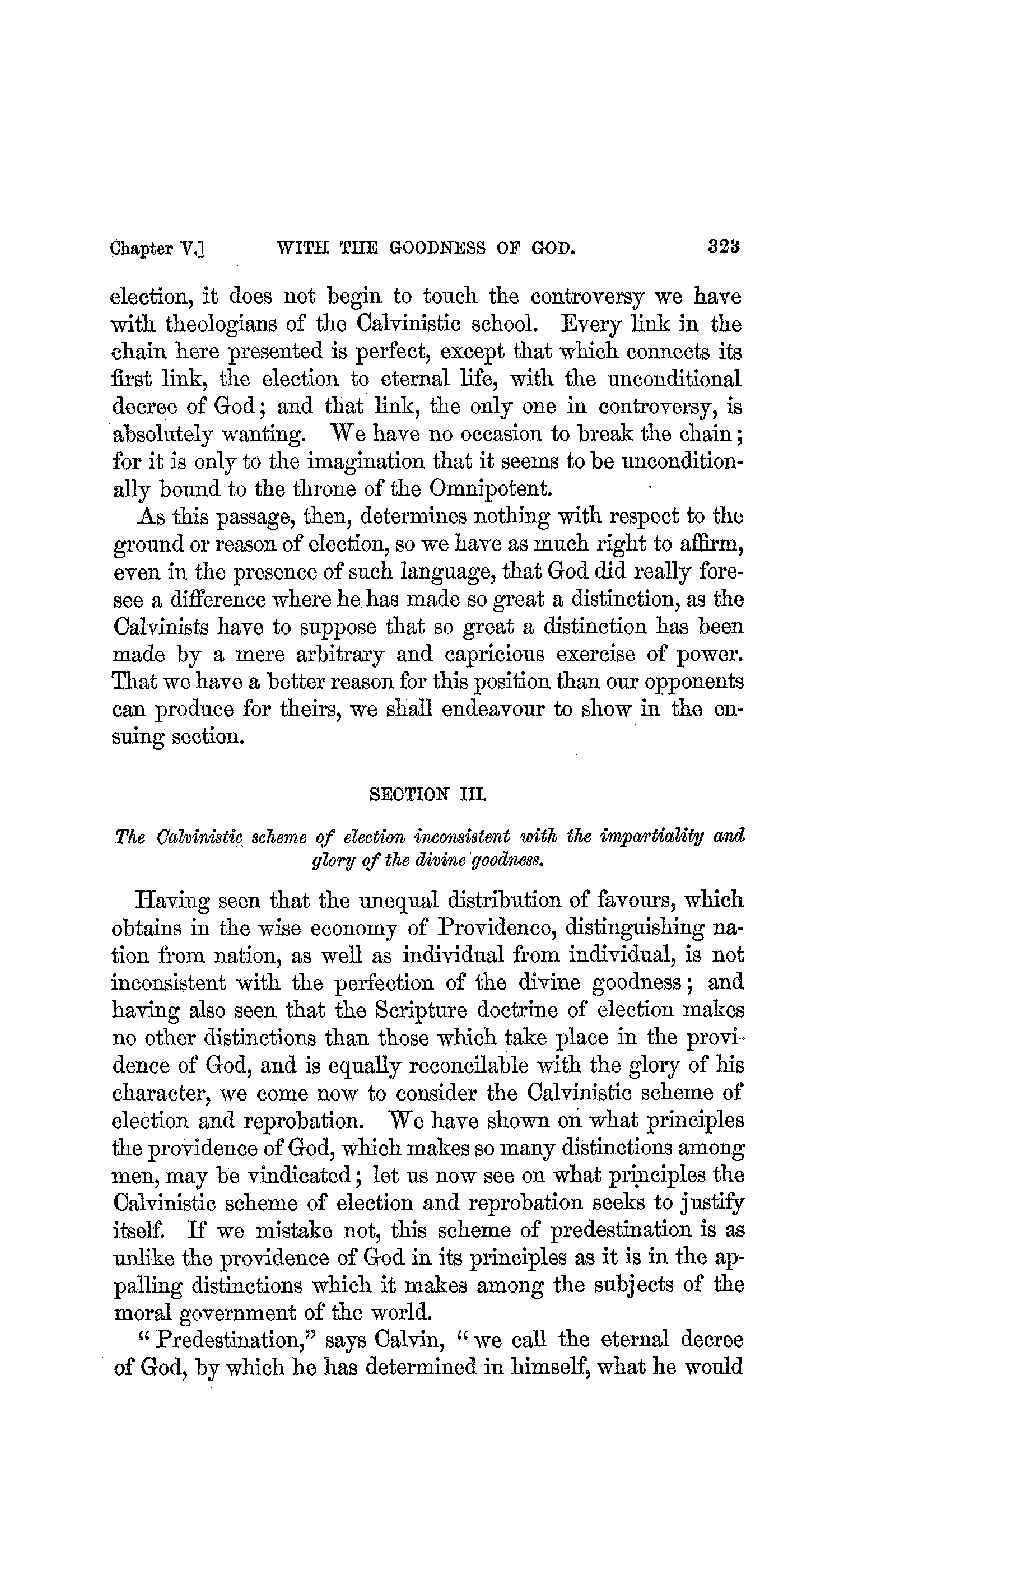 Chapter V.] WITH THE GOODNESS OF GOD. 323
election, it does not begin to touch the controversy we have
with theologians of the Calvinistic school. Every link in the
chain here presented is perfect, except that which connects its
first link, the election to eternal life, with the unconditional
decree of God; and that link, the only one in controversy, is
absolutely wanting. We have no occasion to break the chain;
for it is only to the imagination that it seems to be uncondition-
ally bound to the throne of the Omnipotent.
As this passage, then, determines nothing with respect to the
ground or reason of election, so we have as much right to affirm,
even in the presence of such language, that God did really fore-
see a difference where he has made so great a distinction, as the
Calvinists have to suppose that so great a distinction has been
made by a mere arbitrary and capricious exercise of power.
That we have a better reason for this position than our opponents
can produce for theirs, we shall endeavour to show in the en-
suing section.
SECTION III.
The Calvinistic scheme of election inconsistent with the impartiality and
glory of the divine goodness.
Having seen that the unequal distribution of favours, which
obtains in the wise economy of Providence, distinguishing na-
tion from nation, as well as individual from individual, is not
inconsistent with the perfection of the divine goodness; and
having also seen that the Scripture doctrine of election makes
no other distinctions than those which take place in the provi-
dence of God, and is equally reconcilable with the glory of his
character, we come now to consider the Calvinistic scheme of
election and reprobation. We have shown on what principles
the providence of God, which makes so many distinctions among
men, may be vindicated; let us now see on what principles the
Calvinistic scheme of election and reprobation seeks to justify
itself. If we mistake not, this scheme of predestination is as
unlike the providence of God in its principles as it is in the ap-
palling distinctions which it makes among the subjects of the
moral government of the world.
"Predestination," says Calvin, "we call the eternal decree
of God, by which he has determined in himself, what he would